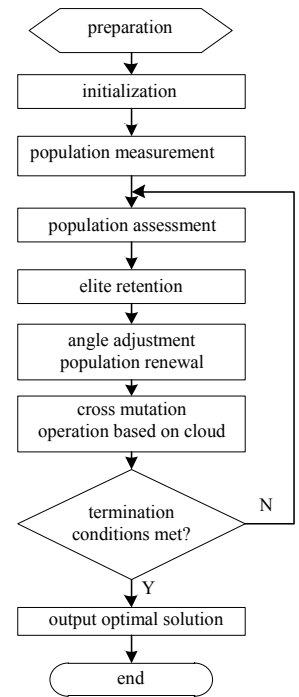 preparation
initialization
population measurement
population assessment
elite retention
angle adjustment
population renewal
cross mutation
operation based on cloud
termination
conditions met?
N
Y
output optimal solution
end